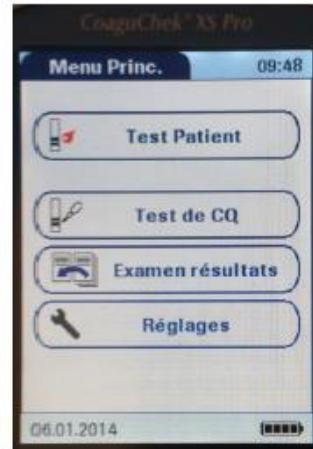 CoaguChek® XS Pro
Menu Princ. 09:48
Test Patient
Test de CQ
Examen résultats
Réglages
06.01.2014